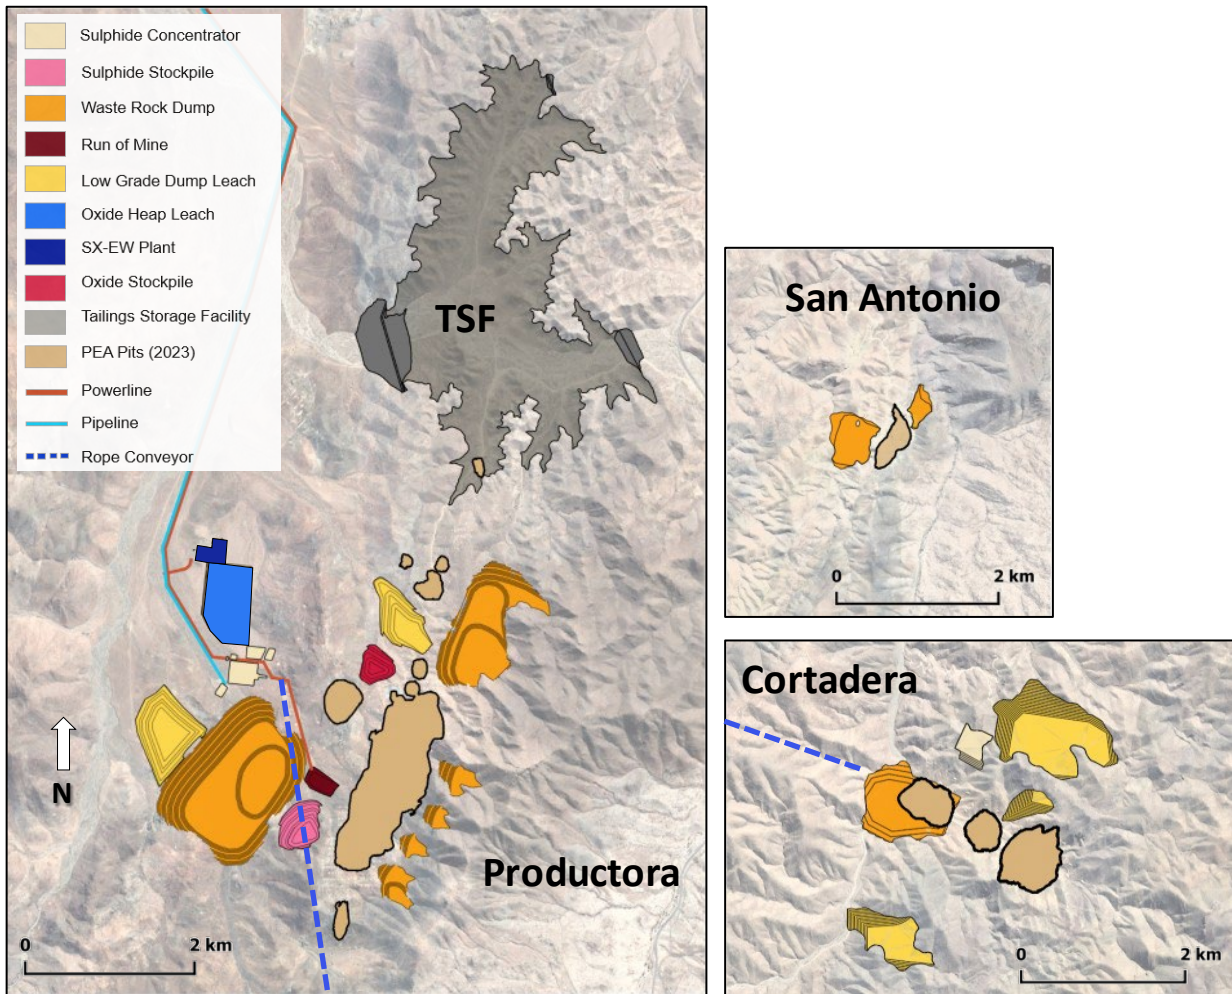 Sulphide Concentrator
Sulphide Stockpile
Waste Rock Dump
Run of Mine
Low Grade Dump Leach
Oxide Heap Leach
SX-EW Plant
Oxide Stockpile
Tailings Storage Facility
PEA Pits (2023)
Powerline
Pipeline
Rope Conveyor
TSF
N
Productora
0 2 km
San Antonio
0 2 km
Cortadera
0 2 km